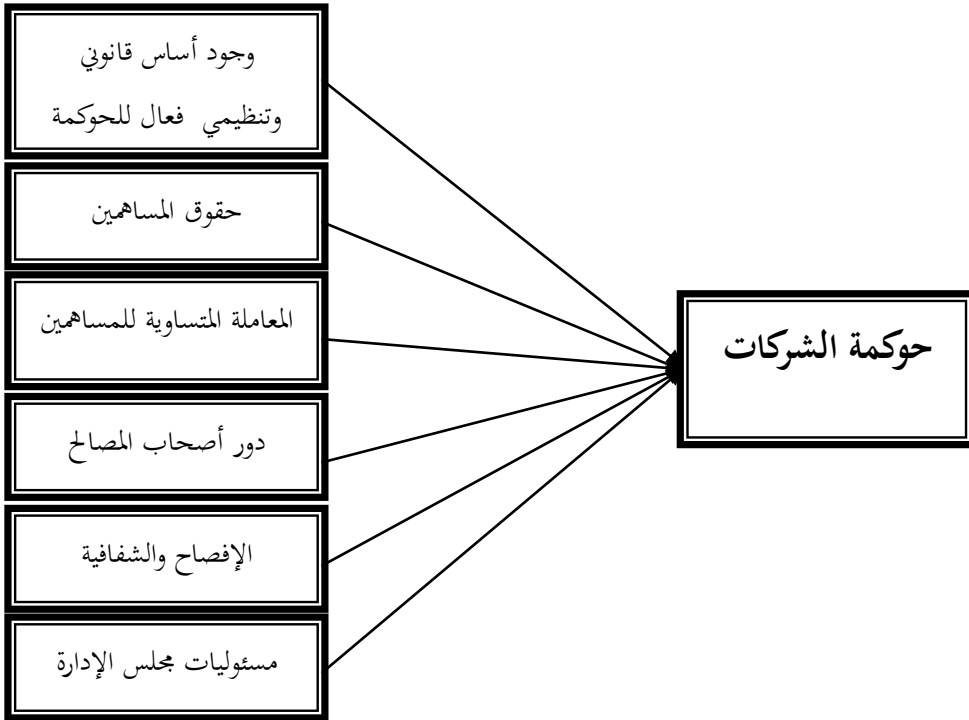 وجود أساس قانوني
وتنظيمي فعال للحوكمة
حقوق المساهمين
المعاملة المتساوية للمساهمين
حوكمة الشركات
دور أصحاب المصالح
الإفصاح والشفافية
مسئوليات مجلس الإدارة